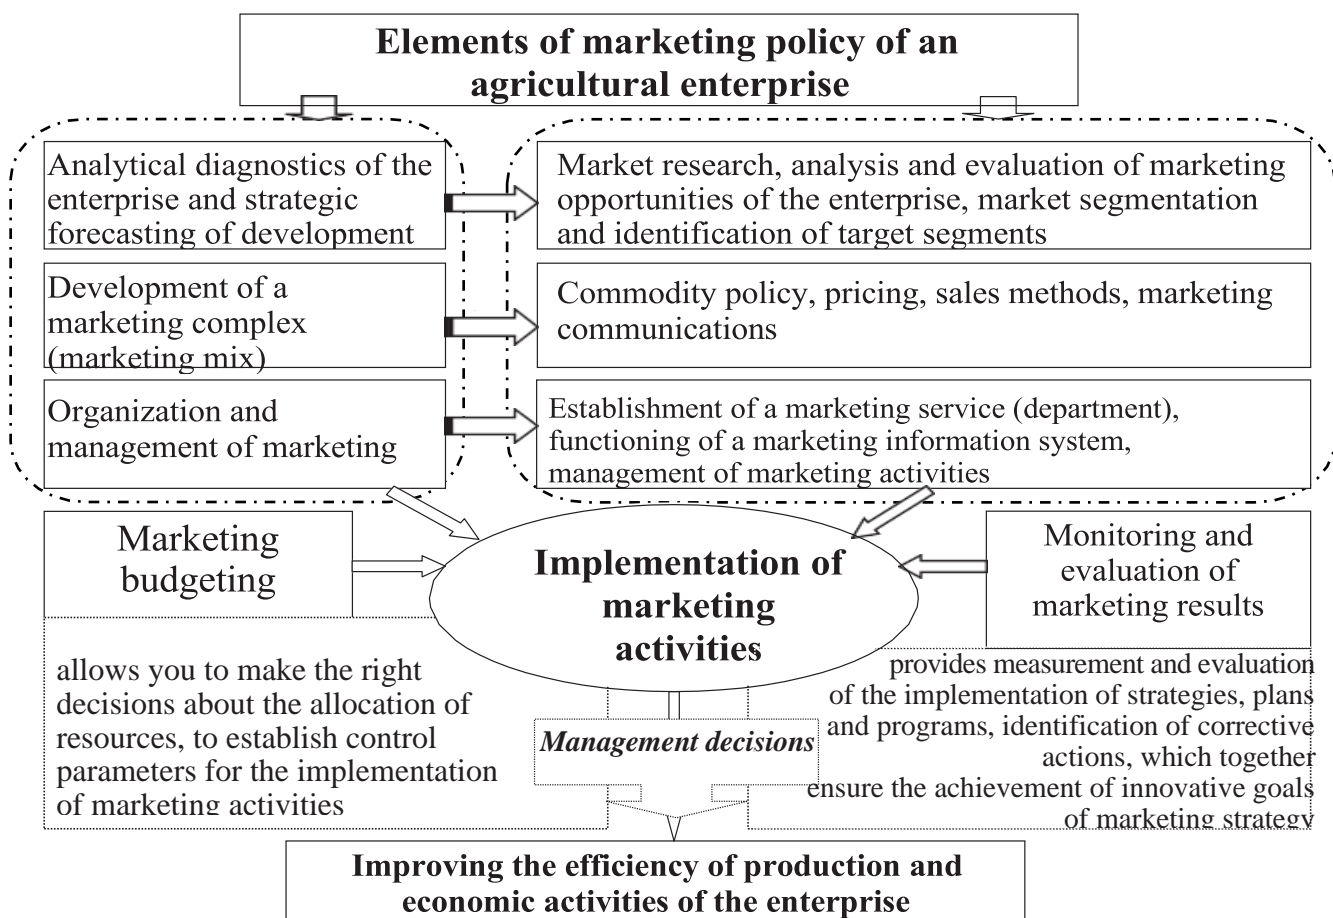 Elements of marketing policy of an
agricultural enterprise
Analytical diagnostics of the
enterprise and strategic
forecasting of development
Market research, analysis and evaluation of marketing
opportunities of the enterprise, market segmentation
and identification of target segments
Development of a
marketing complex
(marketing mix)
Commodity policy, pricing, sales methods, marketing
communications
Organization and
management of marketing
Establishment of a marketing service (department),
functioning of a marketing information system,
management of marketing activities
Marketing
budgeting
Implementation of
marketing
activities
Monitoring and
evaluation of
marketing results
allows you to make the right
decisions about the allocation of
resources, to establish control
parameters for the implementation
of marketing activities
provides measurement and evaluation
of the implementation of strategies, plans
and programs, identification of corrective
actions, which together
ensure the achievement of innovative goals
of marketing strategy
Management decisions
Improving the efficiency of production and
economic activities of the enterprise